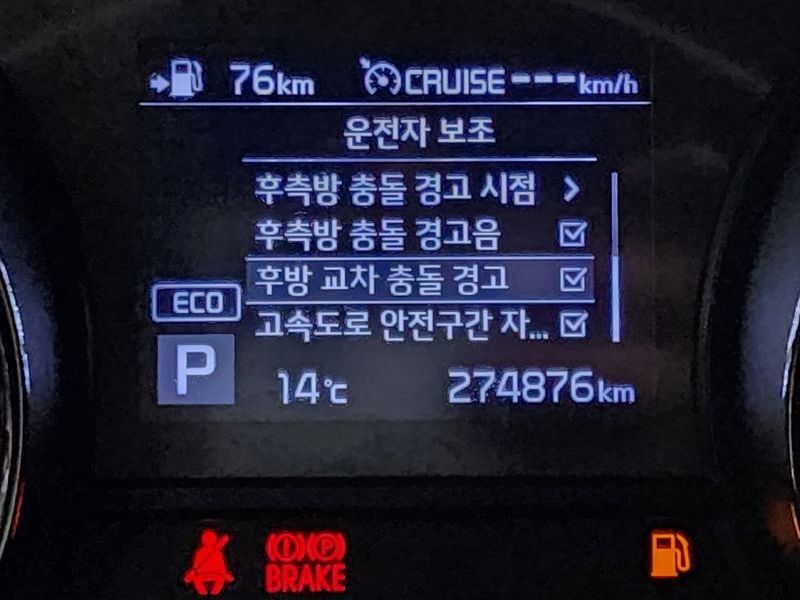 76km CRUISE---km/h
운전자 보조
후측방 충돌 경고 시점 >
후측방 충돌 경고음
후방 교차 충돌 경고
고속도로 안전구간 자...
ECO
P 14℃ 274876km
(!) (P)
BRAKE